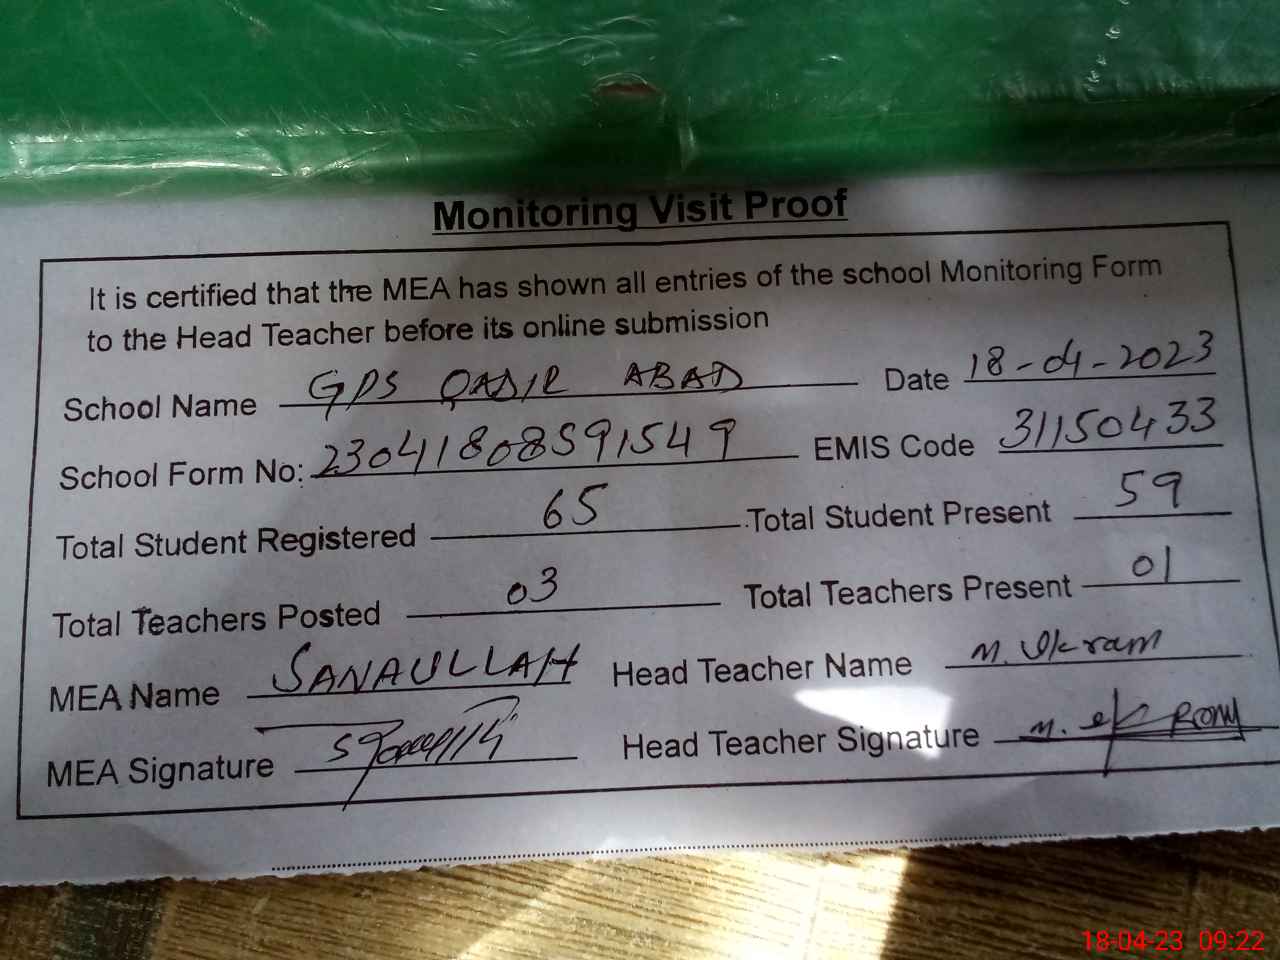 Monitoring Visit Proof
It is certified that the MEA has shown all entries of the school Monitoring Form
to the Head Teacher before its online submission
School Name GPS QADIR ABAD Date 18-04-2023
School Form No: 23041808591549 EMIS Code 31150433
Total Student Registered 65 Total Student Present 59
Total Teachers Posted 03 Total Teachers Present 01
MEA Name SANAULLAH Head Teacher Name M. Ikram
MEA Signature Head Teacher Signature M.
18-04-23 09:22